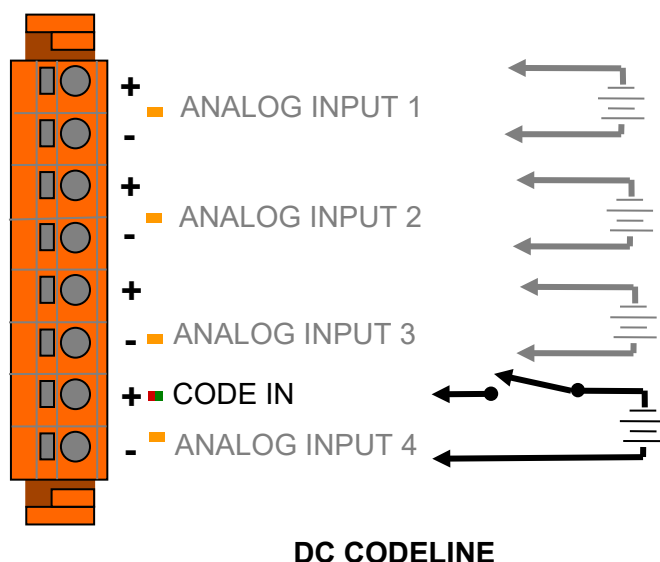 +
ANALOG INPUT 1
-
+
ANALOG INPUT 2
-
+
- ANALOG INPUT 3
+ CODE IN
- ANALOG INPUT 4
DC CODELINE